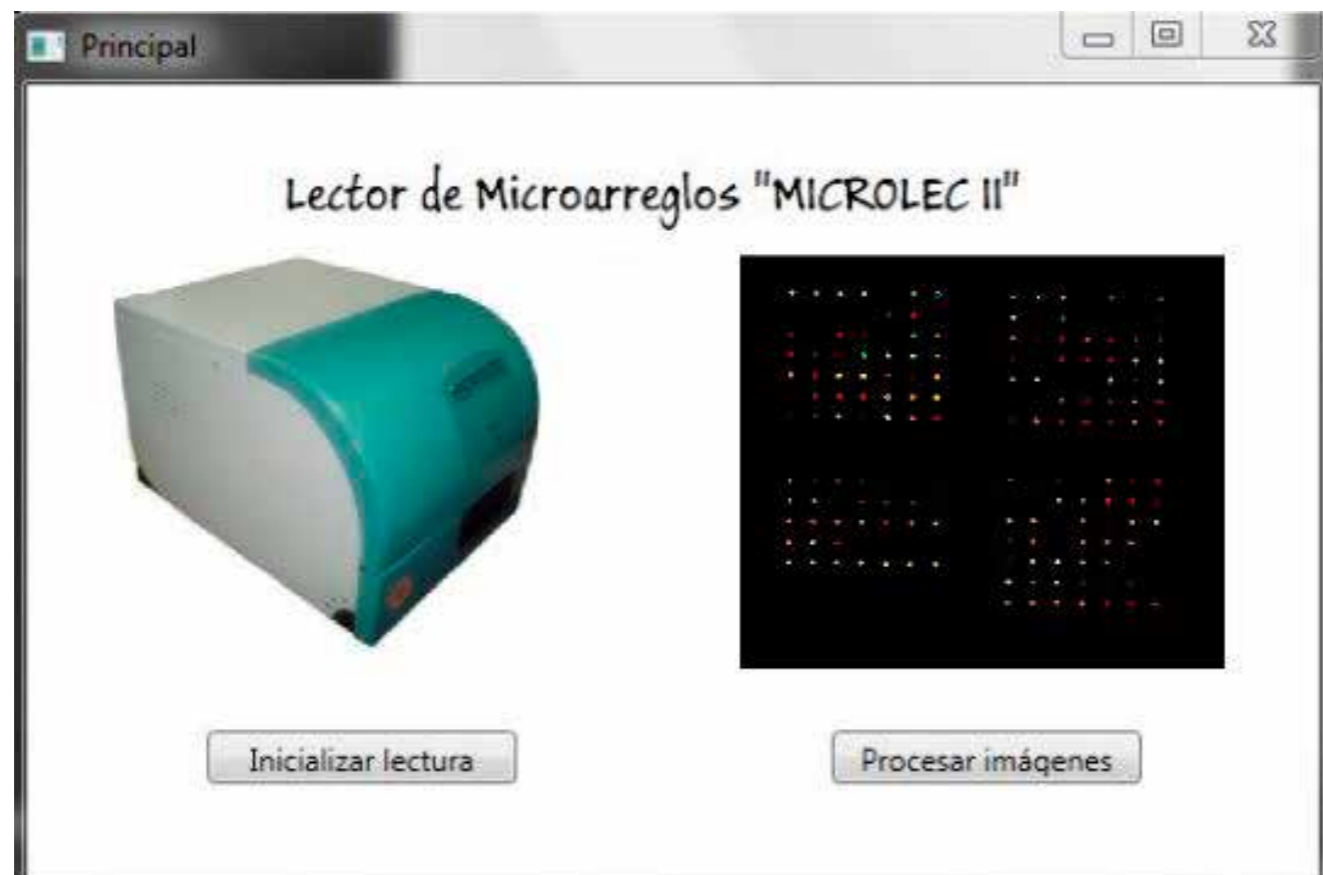 Principal
Lector de Microarreglos "MICROLEC II"
Inicializar lectura
Procesar imágenes